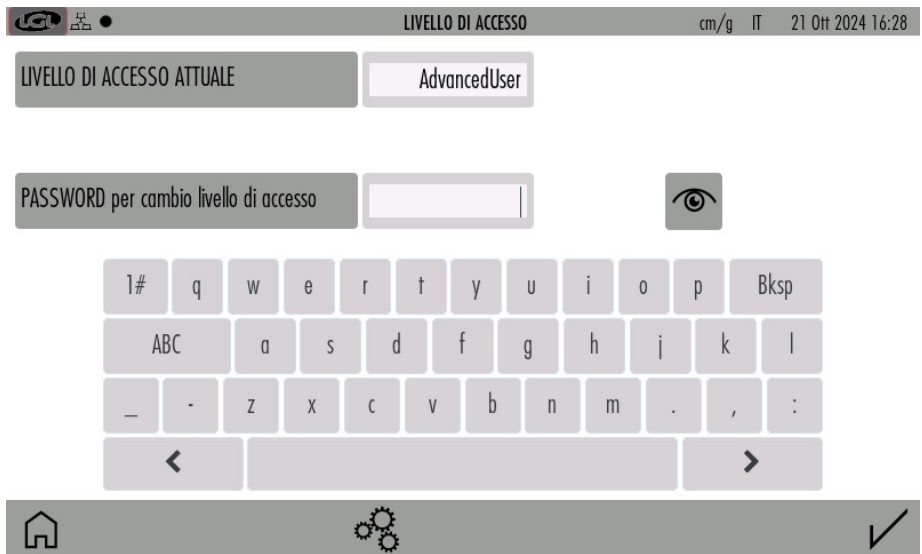 LGL LIVELLO DI ACCESSO cm/g IT 21 Ott 2024 16:28
LIVELLO DI ACCESSO ATTUALE AdvancedUser
PASSWORD per cambio livello di accesso
1# q w e r t y u i o p Bksp
ABC a s d f g h j k l
_ - z x c v b n m . , :